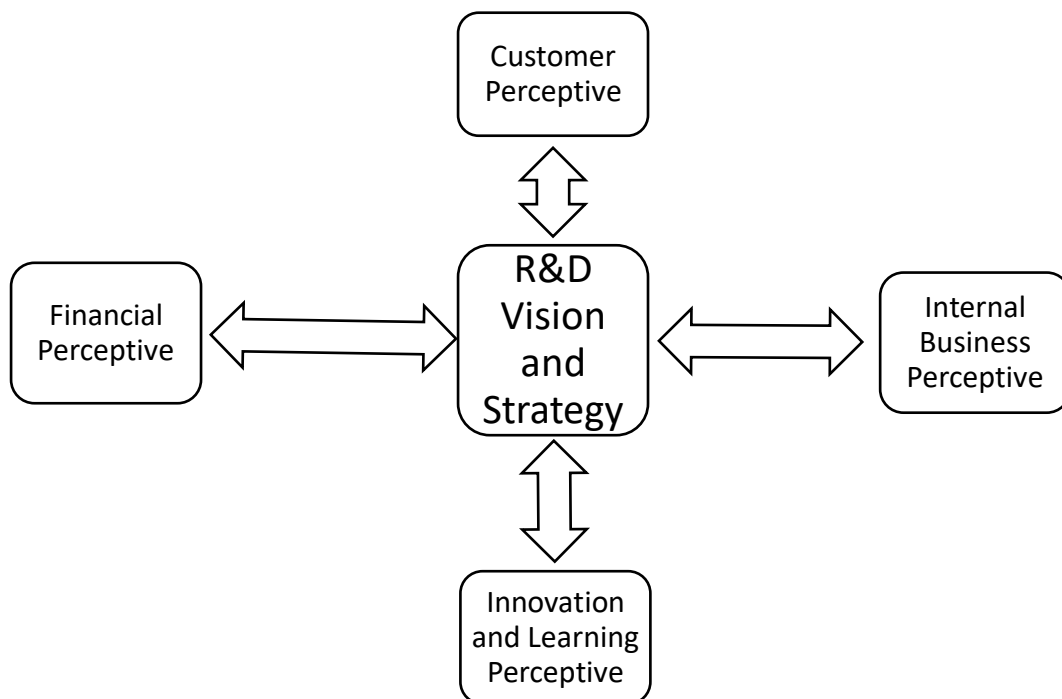 Customer
Perceptive
R&D
Vision
and
Strategy
Financial
Perceptive
Internal
Business
Perceptive
Innovation
and Learning
Perceptive